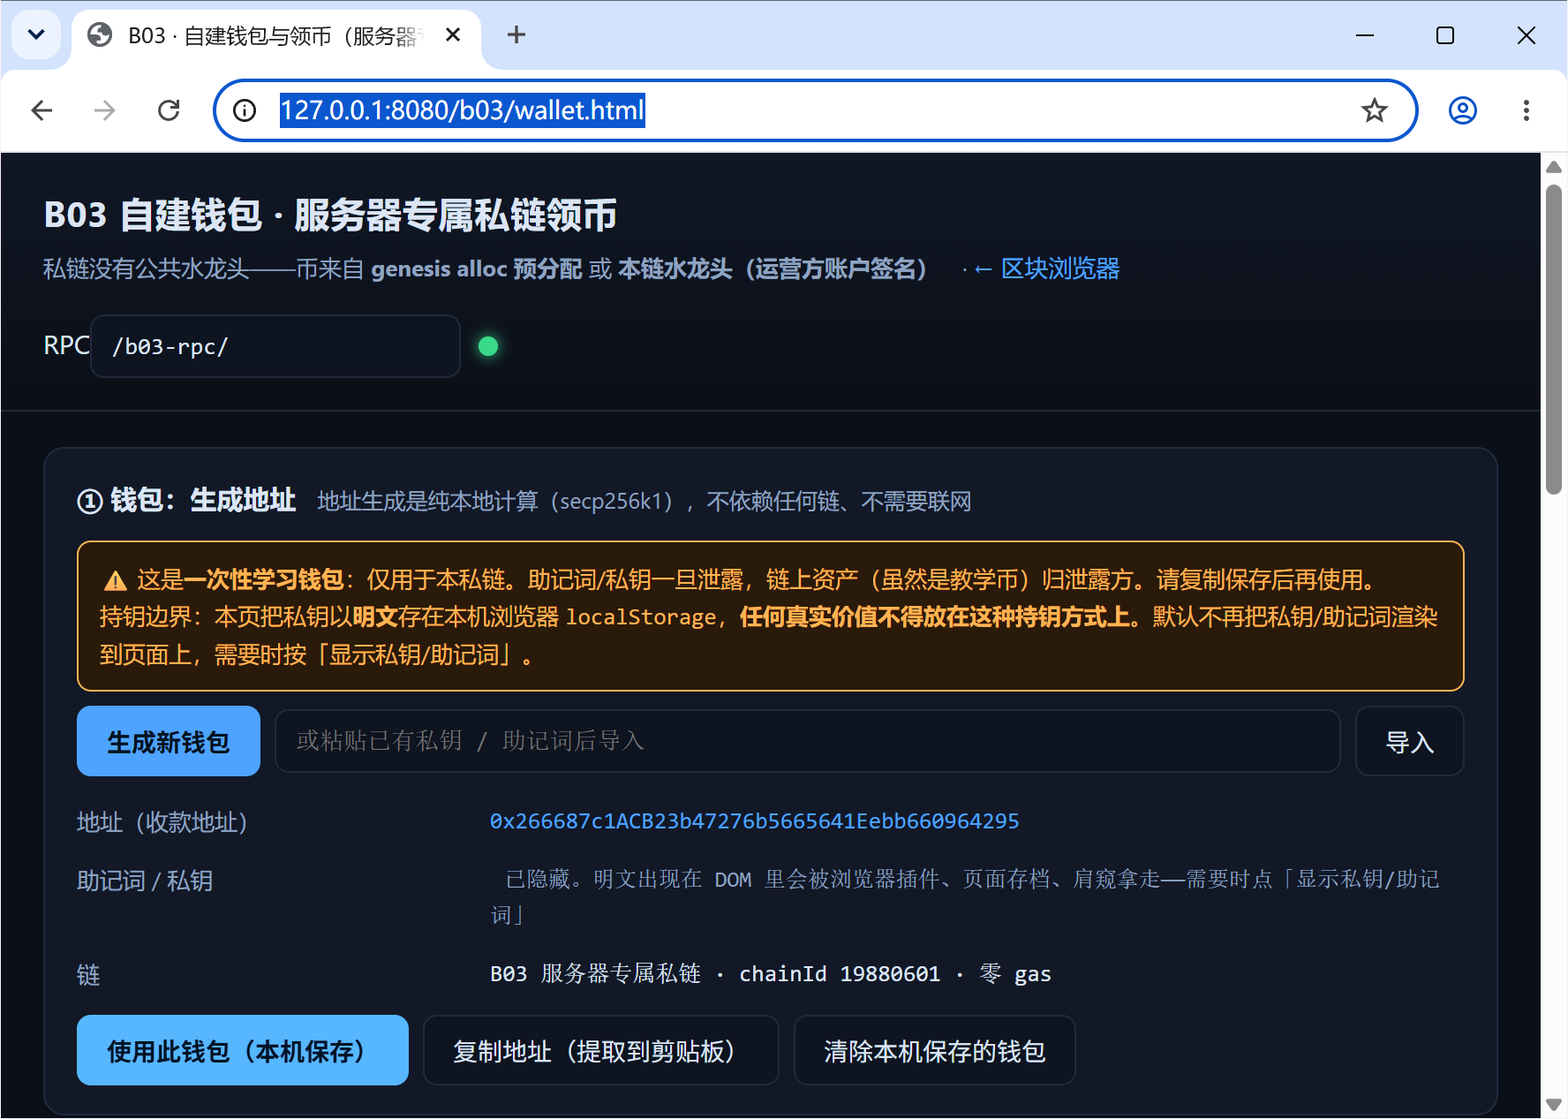 B03 · 自建钱包与领币（服务器
127.0.0.1:8080/b03/wallet.html
B03 自建钱包 · 服务器专属私链领币
私链没有公共水龙头——币来自 genesis alloc 预分配 或 本链水龙头（运营方账户签名） · ← 区块浏览器
RPC /b03-rpc/
① 钱包：生成地址 地址生成是纯本地计算（secp256k1），不依赖任何链、不需要联网
⚠ 这是一次性学习钱包：仅用于本私链。助记词/私钥一旦泄露，链上资产（虽然是教学币）归泄露方。请复制保存后再使用。
持钥边界：本页把私钥以明文存在本机浏览器 localStorage，任何真实价值不得放在这种持钥方式上。默认不再把私钥/助记词渲染
到页面上，需要时按「显示私钥/助记词」。
生成新钱包 或粘贴已有私钥 / 助记词后导入 导入
地址（收款地址） 0x266687c1ACB23b47276b5665641Eebb660964295
助记词 / 私钥 已隐藏。明文出现在 DOM 里会被浏览器插件、页面存档、肩窥拿走——需要时点「显示私钥/助记
词」
链 B03 服务器专属私链 · chainId 19880601 · 零 gas
使用此钱包（本机保存） 复制地址（提取到剪贴板） 清除本机保存的钱包